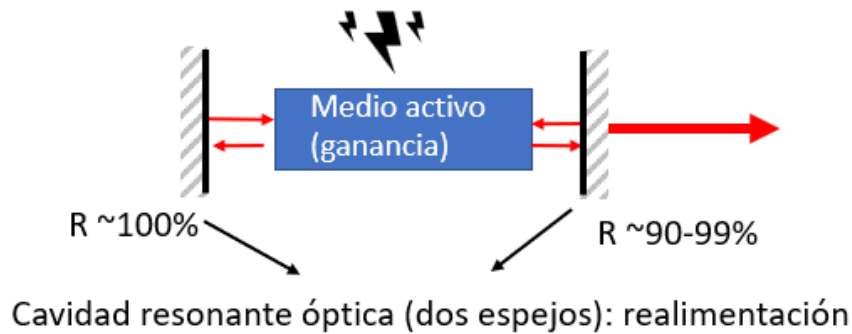 Medio activo
(ganancia)
R ~100%
R ~90-99%
Cavidad resonante óptica (dos espejos): realimentación